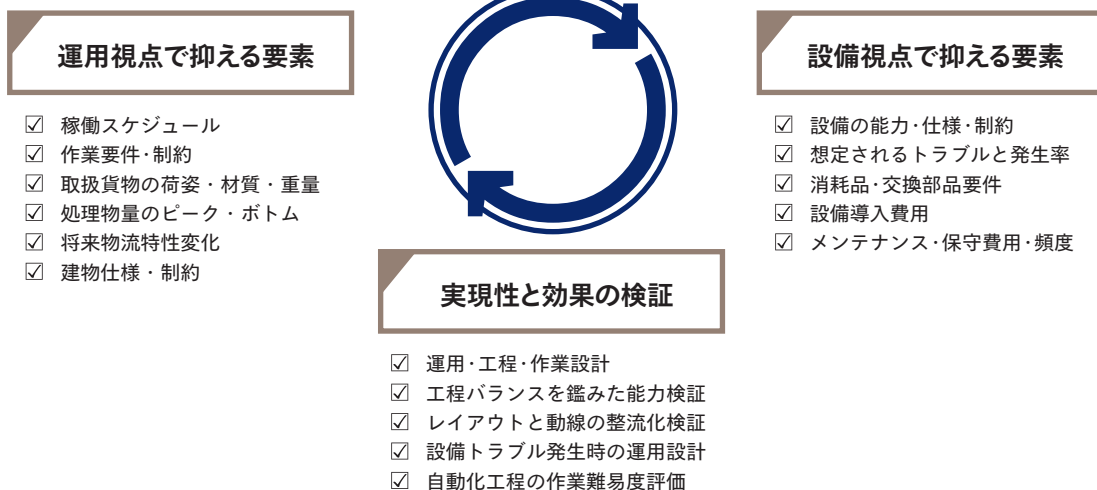 運用視点で抑える要素
☑ 稼働スケジュール
☑ 作業要件・制約
☑ 取扱貨物の荷姿・材質・重量
☑ 処理物量のピーク・ボトム
☑ 将来物流特性変化
☑ 建物仕様・制約
設備視点で抑える要素
☑ 設備の能力・仕様・制約
☑ 想定されるトラブルと発生率
☑ 消耗品・交換部品要件
☑ 設備導入費用
☑ メンテナンス・保守費用・頻度
実現性と効果の検証
☑ 運用・工程・作業設計
☑ 工程バランスを鑑みた能力検証
☑ レイアウトと動線の整流化検証
☑ 設備トラブル発生時の運用設計
☑ 自動化工程の作業難易度評価